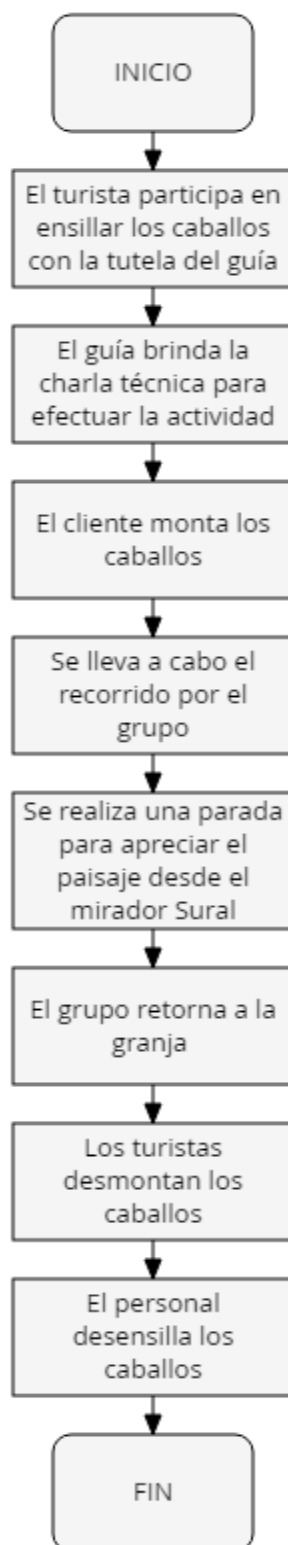 INICIO
El turista participa en
ensillar los caballos
con la tutela del guía
El guía brinda la
charla técnica para
efectuar la actividad
El cliente monta los
caballos
Se lleva a cabo el
recorrido por el
grupo
Se realiza una parada
para apreciar el
paisaje desde el
mirador Sural
El grupo retorna a la
granja
Los turistas
desmontan los
caballos
El personal
desensilla los
caballos
FIN